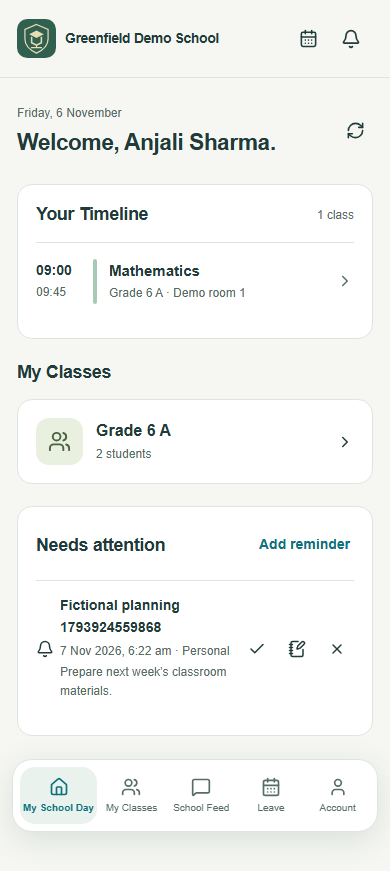 Greenfield Demo School
Friday, 6 November
Welcome, Anjali Sharma.
Your Timeline
1 class
09:00
Mathematics
09:45
Grade 6 A · Demo room 1
My Classes
Grade 6 A
2 students
Needs attention
Add reminder
Fictional planning
1793924559868
7 Nov 2026, 6:22 am · Personal
Prepare next week's classroom
materials.
My School Day
My Classes
School Feed
Leave
Account